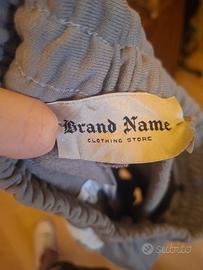 Brand Name
CLOTHING STORE
subito